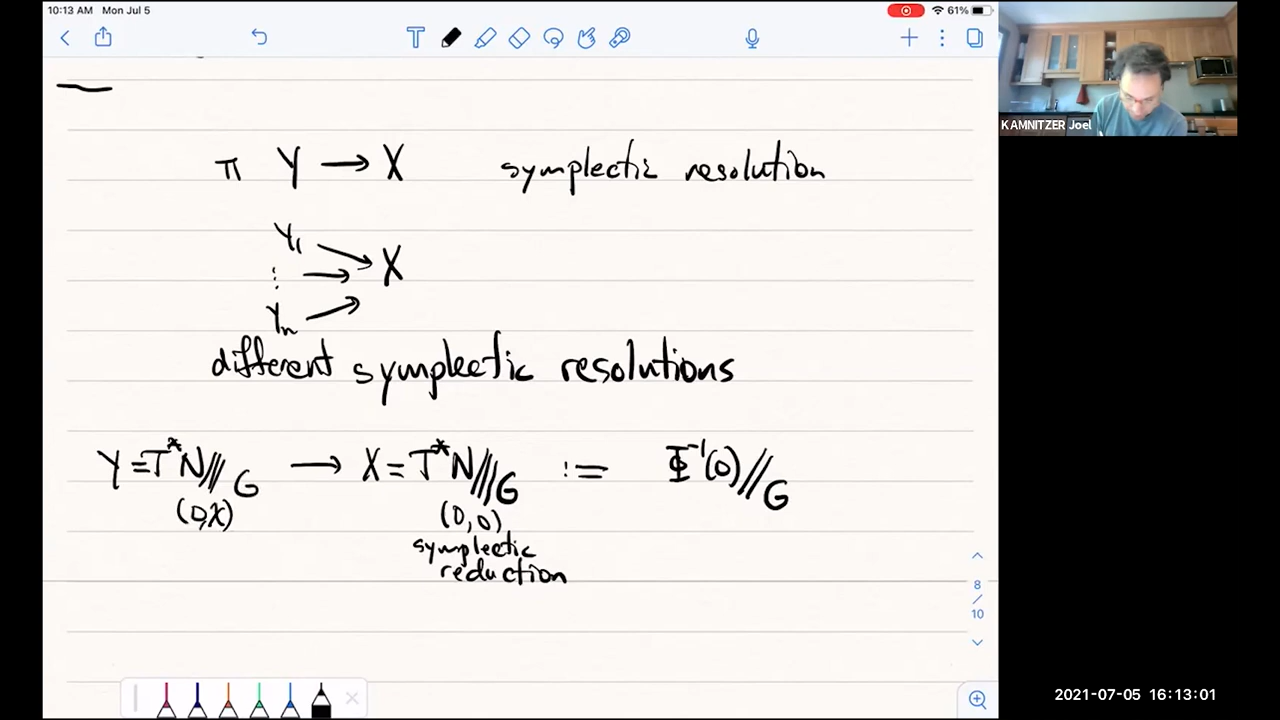 10:13 AM Mon Jul 5
61%
KAMNITZER Joel
π Y → X symplectic resolution
Y₁
⋮ → X
Yₙ
different symplectic resolutions
Y = T*N///G → X = T*N///G := Φ⁻¹(0)//G
(0,χ) (0,0)
symplectic
reduction
8
/
10
2021-07-05 16:13:01